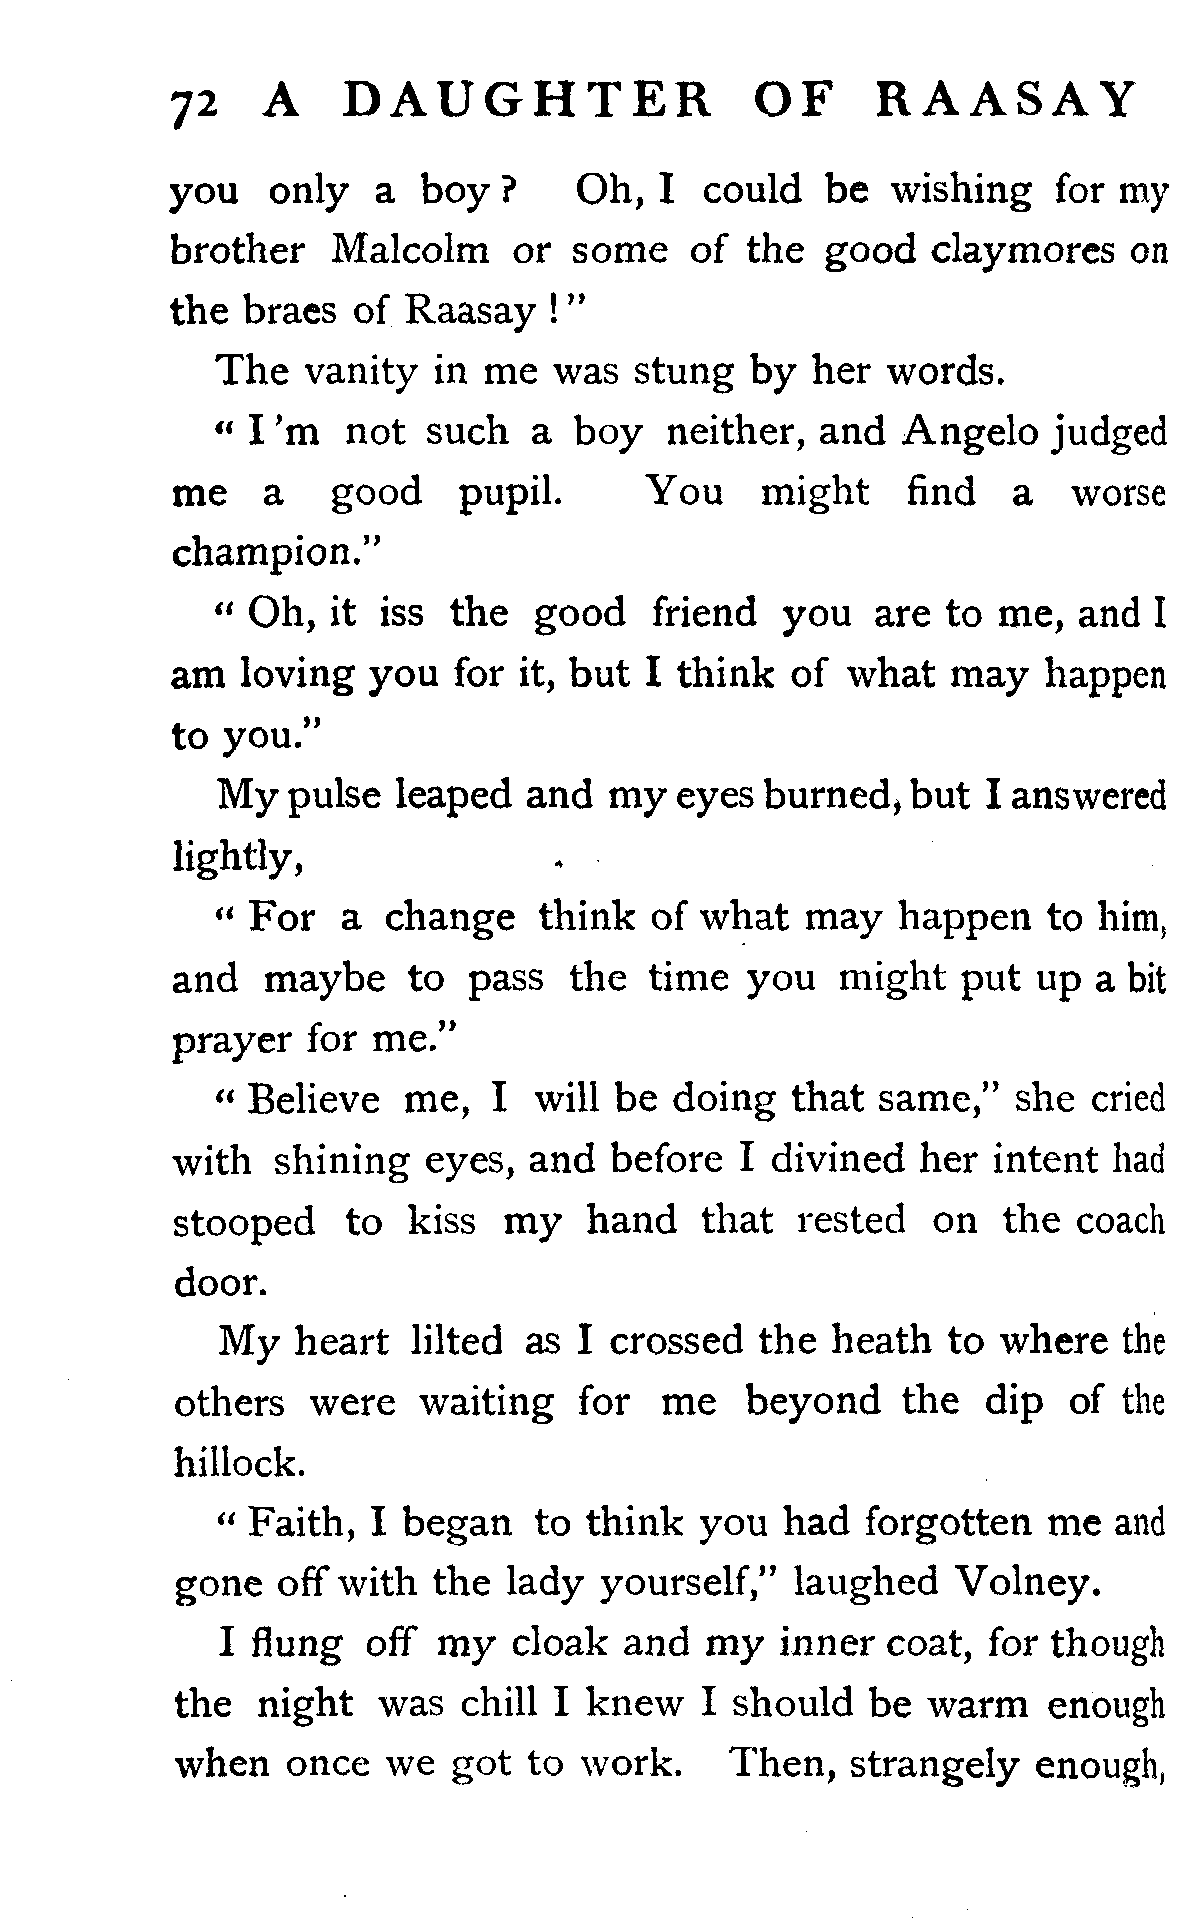 72 A DAUGHTER OF RAASAY
you only a boy? Oh, I could be wishing for my
brother Malcolm or some of the good claymores on
the braes of Raasay!"
The vanity in me was stung by her words.
"I'm not such a boy neither, and Angelo judged
me a good pupil. You might find a worse
champion."
"Oh, it iss the good friend you are to me, and I
am loving you for it, but I think of what may happen
to you."
My pulse leaped and my eyes burned, but I answered
lightly,
"For a change think of what may happen to him,
and maybe to pass the time you might put up a bit
prayer for me."
"Believe me, I will be doing that same," she cried
with shining eyes, and before I divined her intent had
stooped to kiss my hand that rested on the coach
door.
My heart lilted as I crossed the heath to where the
others were waiting for me beyond the dip of the
hillock.
"Faith, I began to think you had forgotten me and
gone off with the lady yourself," laughed Volney.
I flung off my cloak and my inner coat, for though
the night was chill I knew I should be warm enough
when once we got to work. Then, strangely enough,